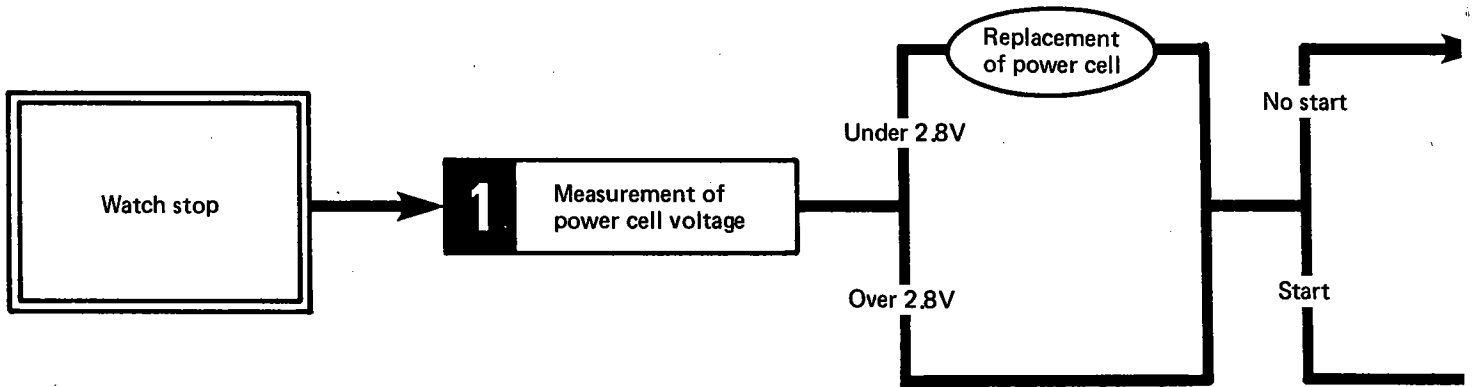 Watch stop
1
Measurement of
power cell voltage
Under 2.8V
Over 2.8V
Replacement
of power cell
No start
Start